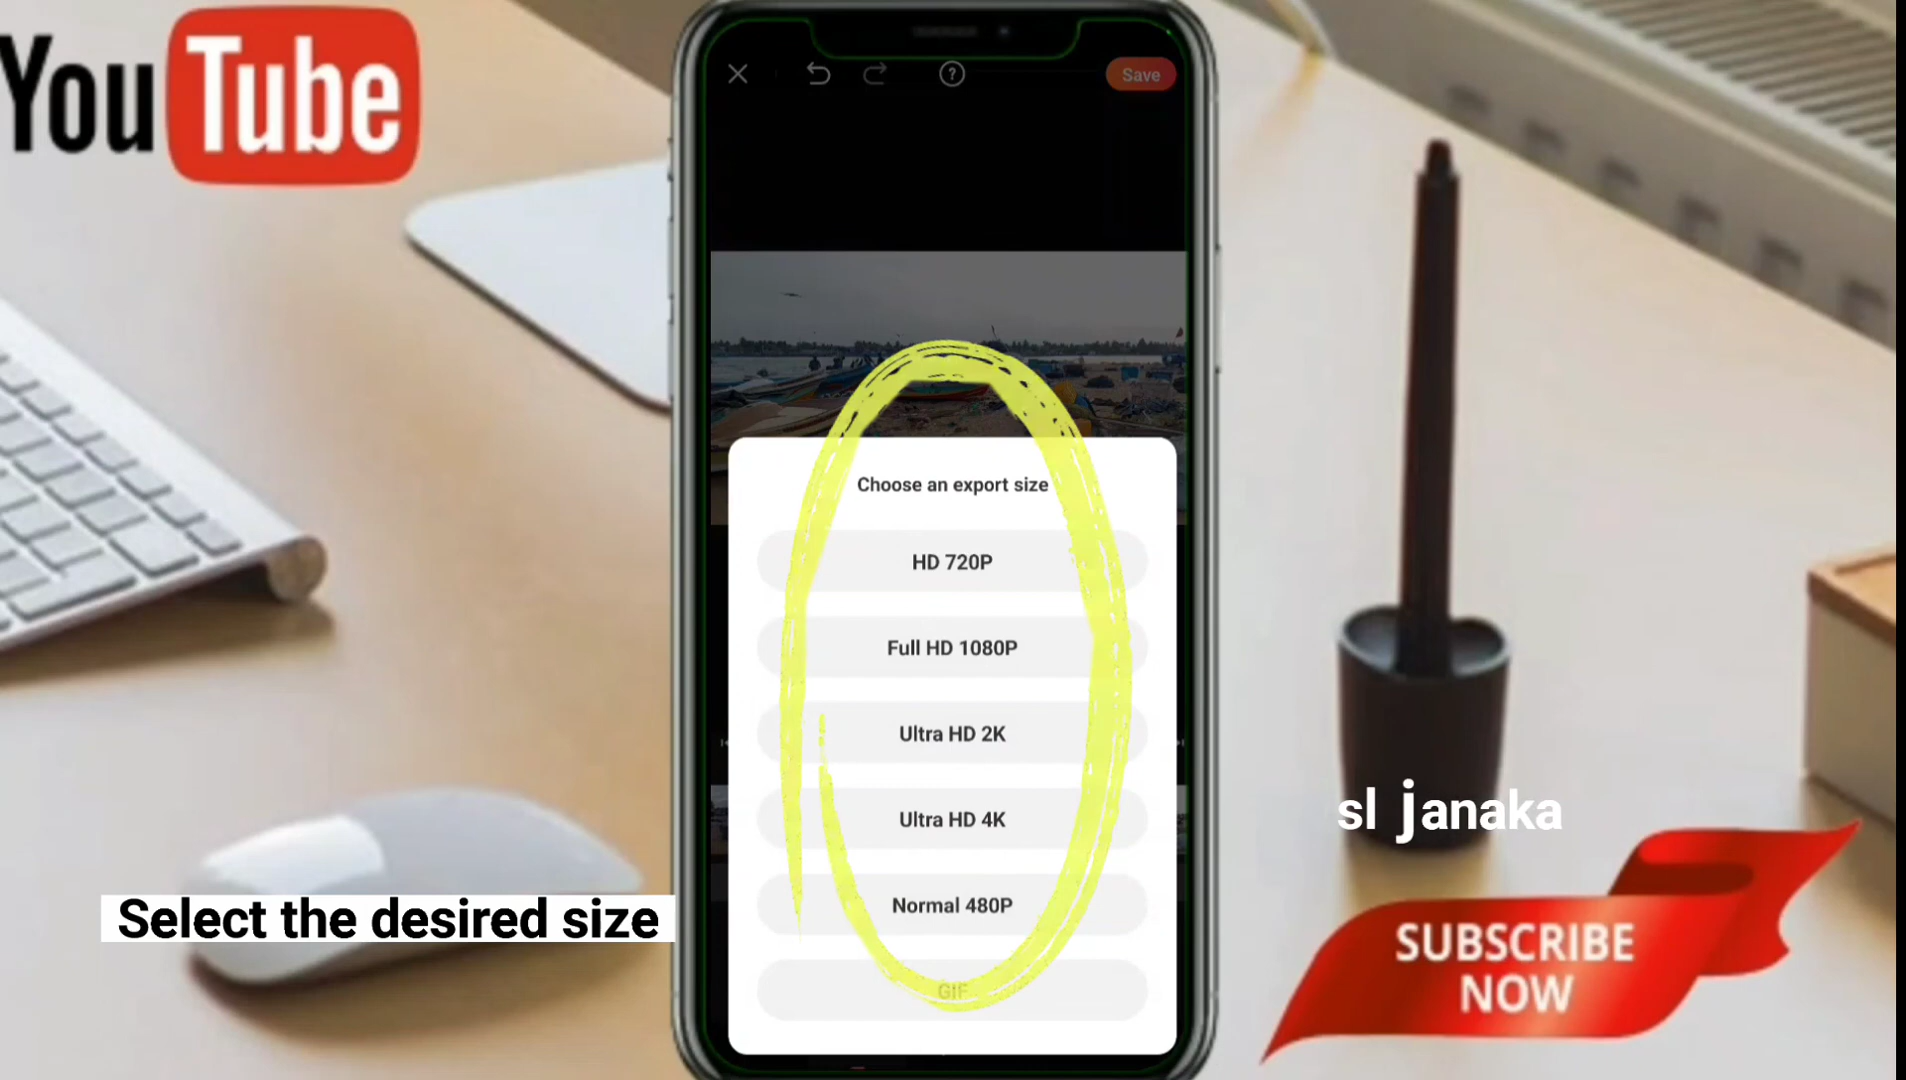 YouTube
?
Save
Choose an export size
HD 720P
Full HD 1080P
Ultra HD 2K
Ultra HD 4K
Normal 480P
GIF
Select the desired size
sl janaka
SUBSCRIBE
NOW